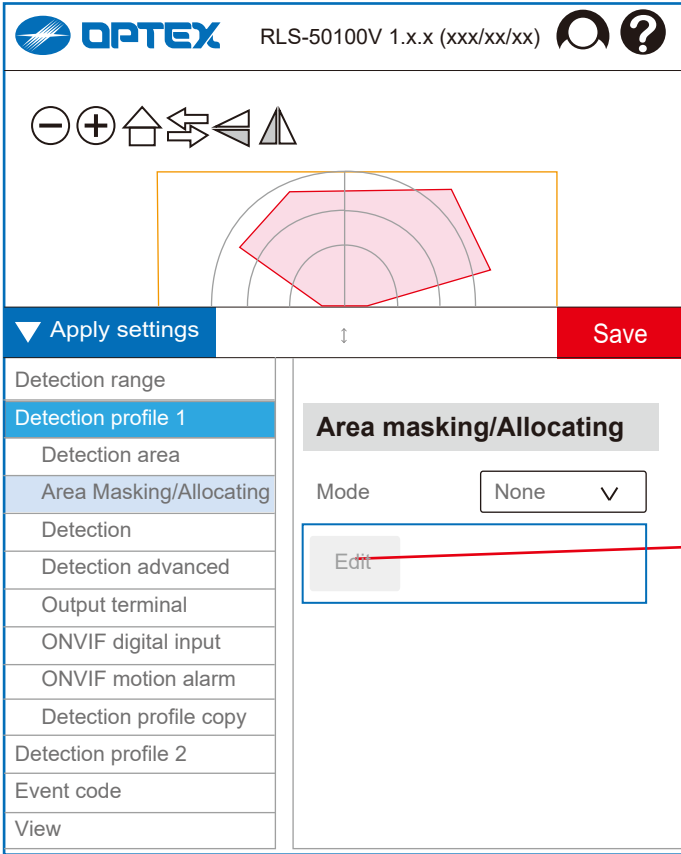 OPTEX RLS-50100V 1.x.x (xxx/xx/xx) ?
Apply settings Save
Detection range
Detection profile 1
Detection area
Area Masking/Allocating
Detection
Detection advanced
Output terminal
ONVIF digital input
ONVIF motion alarm
Detection profile copy
Detection profile 2
Event code
View
Area masking/Allocating
Mode None
Edit